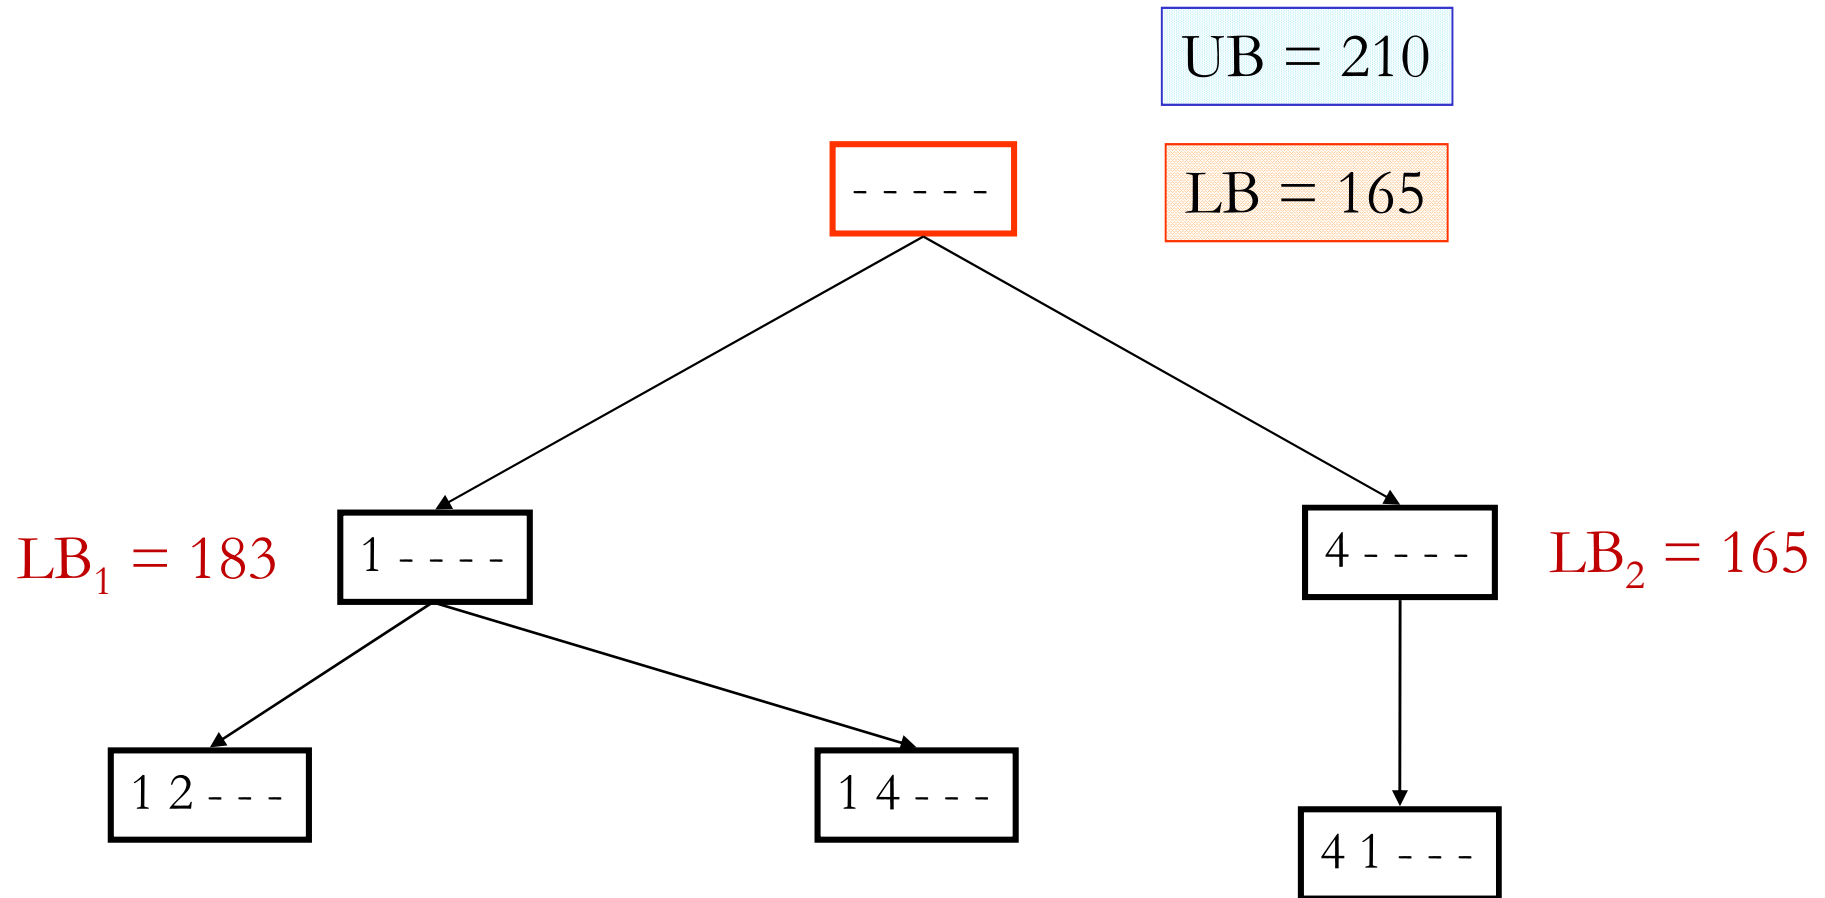 UB = 210
- - - - -
LB = 165
LB₁ = 183
1 - - - -
4 - - - -
LB₂ = 165
1 2 - - -
1 4 - - -
4 1 - - -